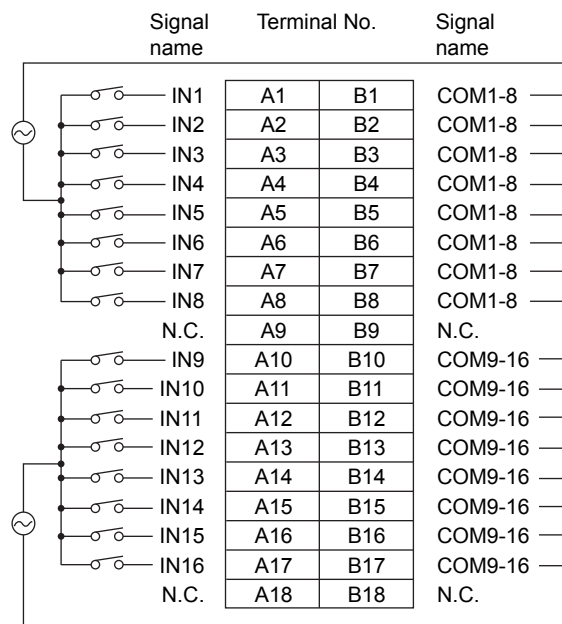 Signal name Terminal No. Signal name
IN1 A1 B1 COM1-8
IN2 A2 B2 COM1-8
IN3 A3 B3 COM1-8
IN4 A4 B4 COM1-8
IN5 A5 B5 COM1-8
IN6 A6 B6 COM1-8
IN7 A7 B7 COM1-8
IN8 A8 B8 COM1-8
N.C. A9 B9 N.C.
IN9 A10 B10 COM9-16
IN10 A11 B11 COM9-16
IN11 A12 B12 COM9-16
IN12 A13 B13 COM9-16
IN13 A14 B14 COM9-16
IN14 A15 B15 COM9-16
IN15 A16 B16 COM9-16
IN16 A17 B17 COM9-16
N.C. A18 B18 N.C.